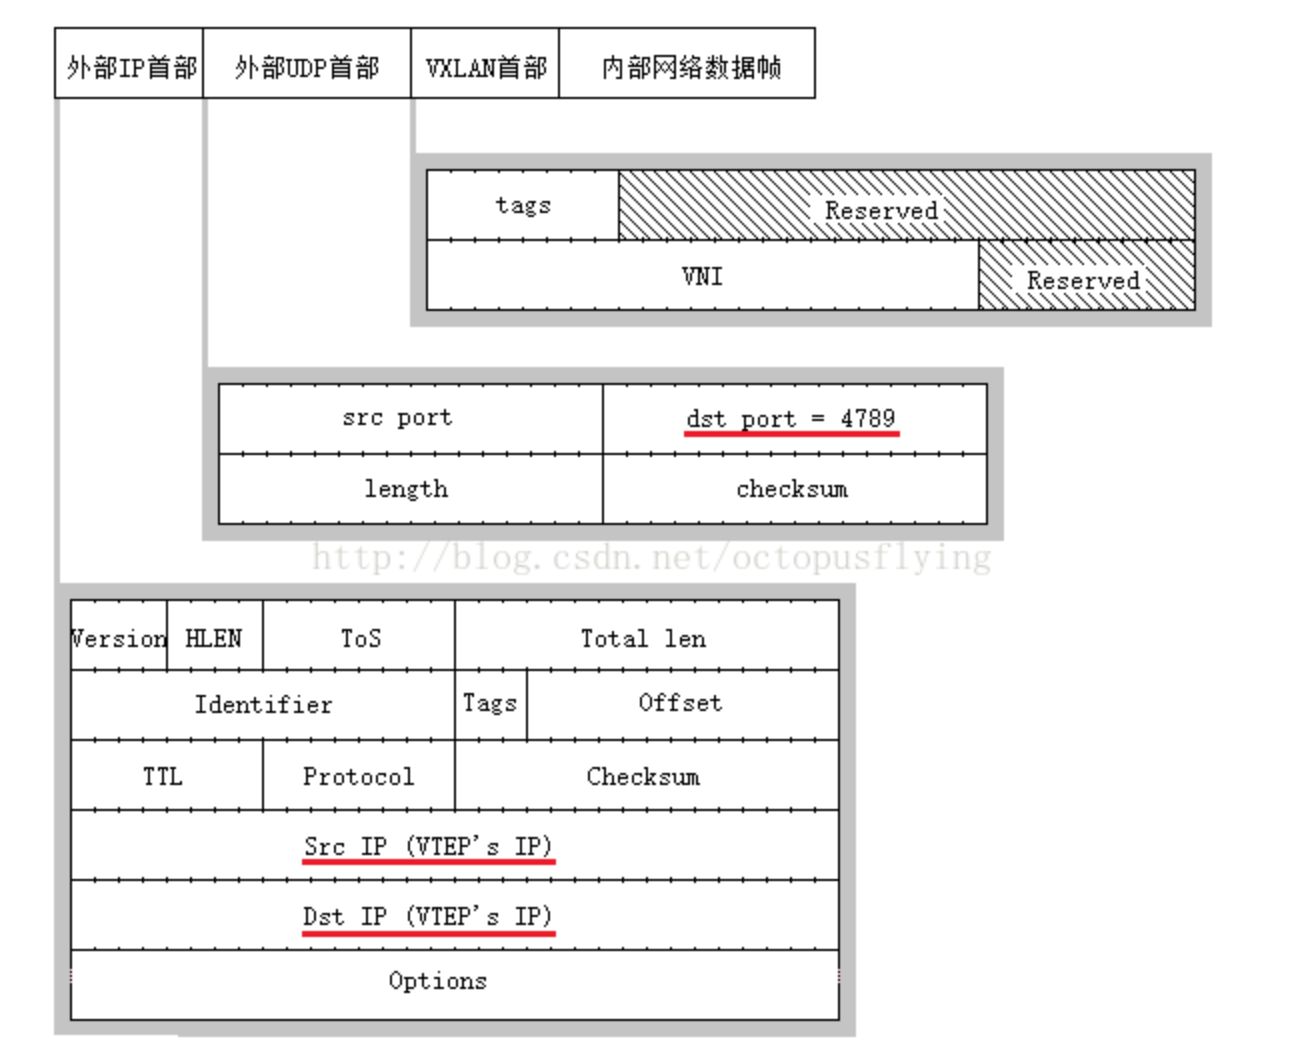 外部IP首部 外部UDP首部 VXLAN首部 内部网络数据帧
tags Reserved
VNI Reserved
src port dst port = 4789
length checksum
http://blog.csdn.net/octopusflying
Version HLEN ToS Total len
Identifier Tags Offset
TTL Protocol Checksum
Src IP (VTEP's IP)
Dst IP (VTEP's IP)
Options